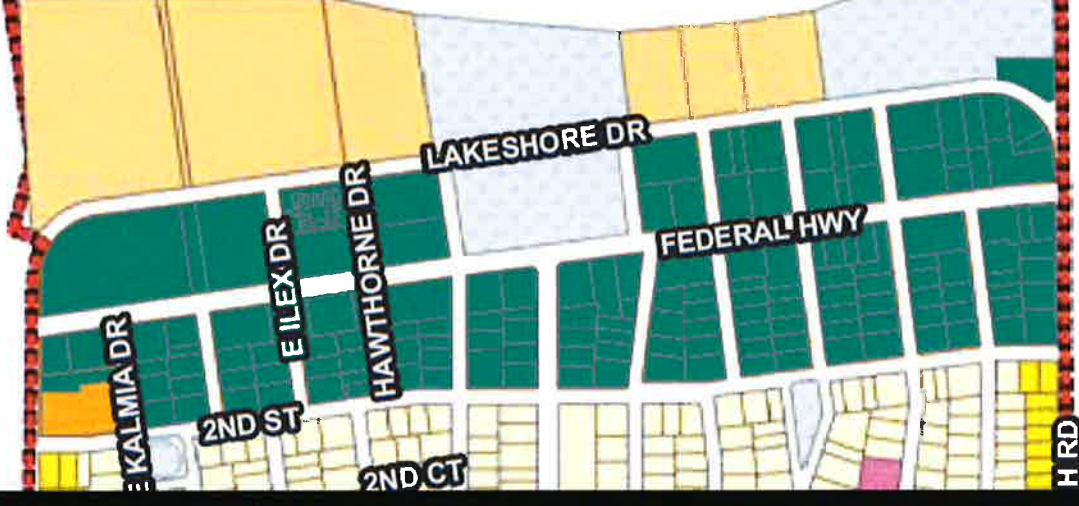 LAKESHORE DR
FEDERAL HWY
HAWTHORNE DR
E ILEX DR
E KALMIA DR
2ND ST
2ND CT
H RD